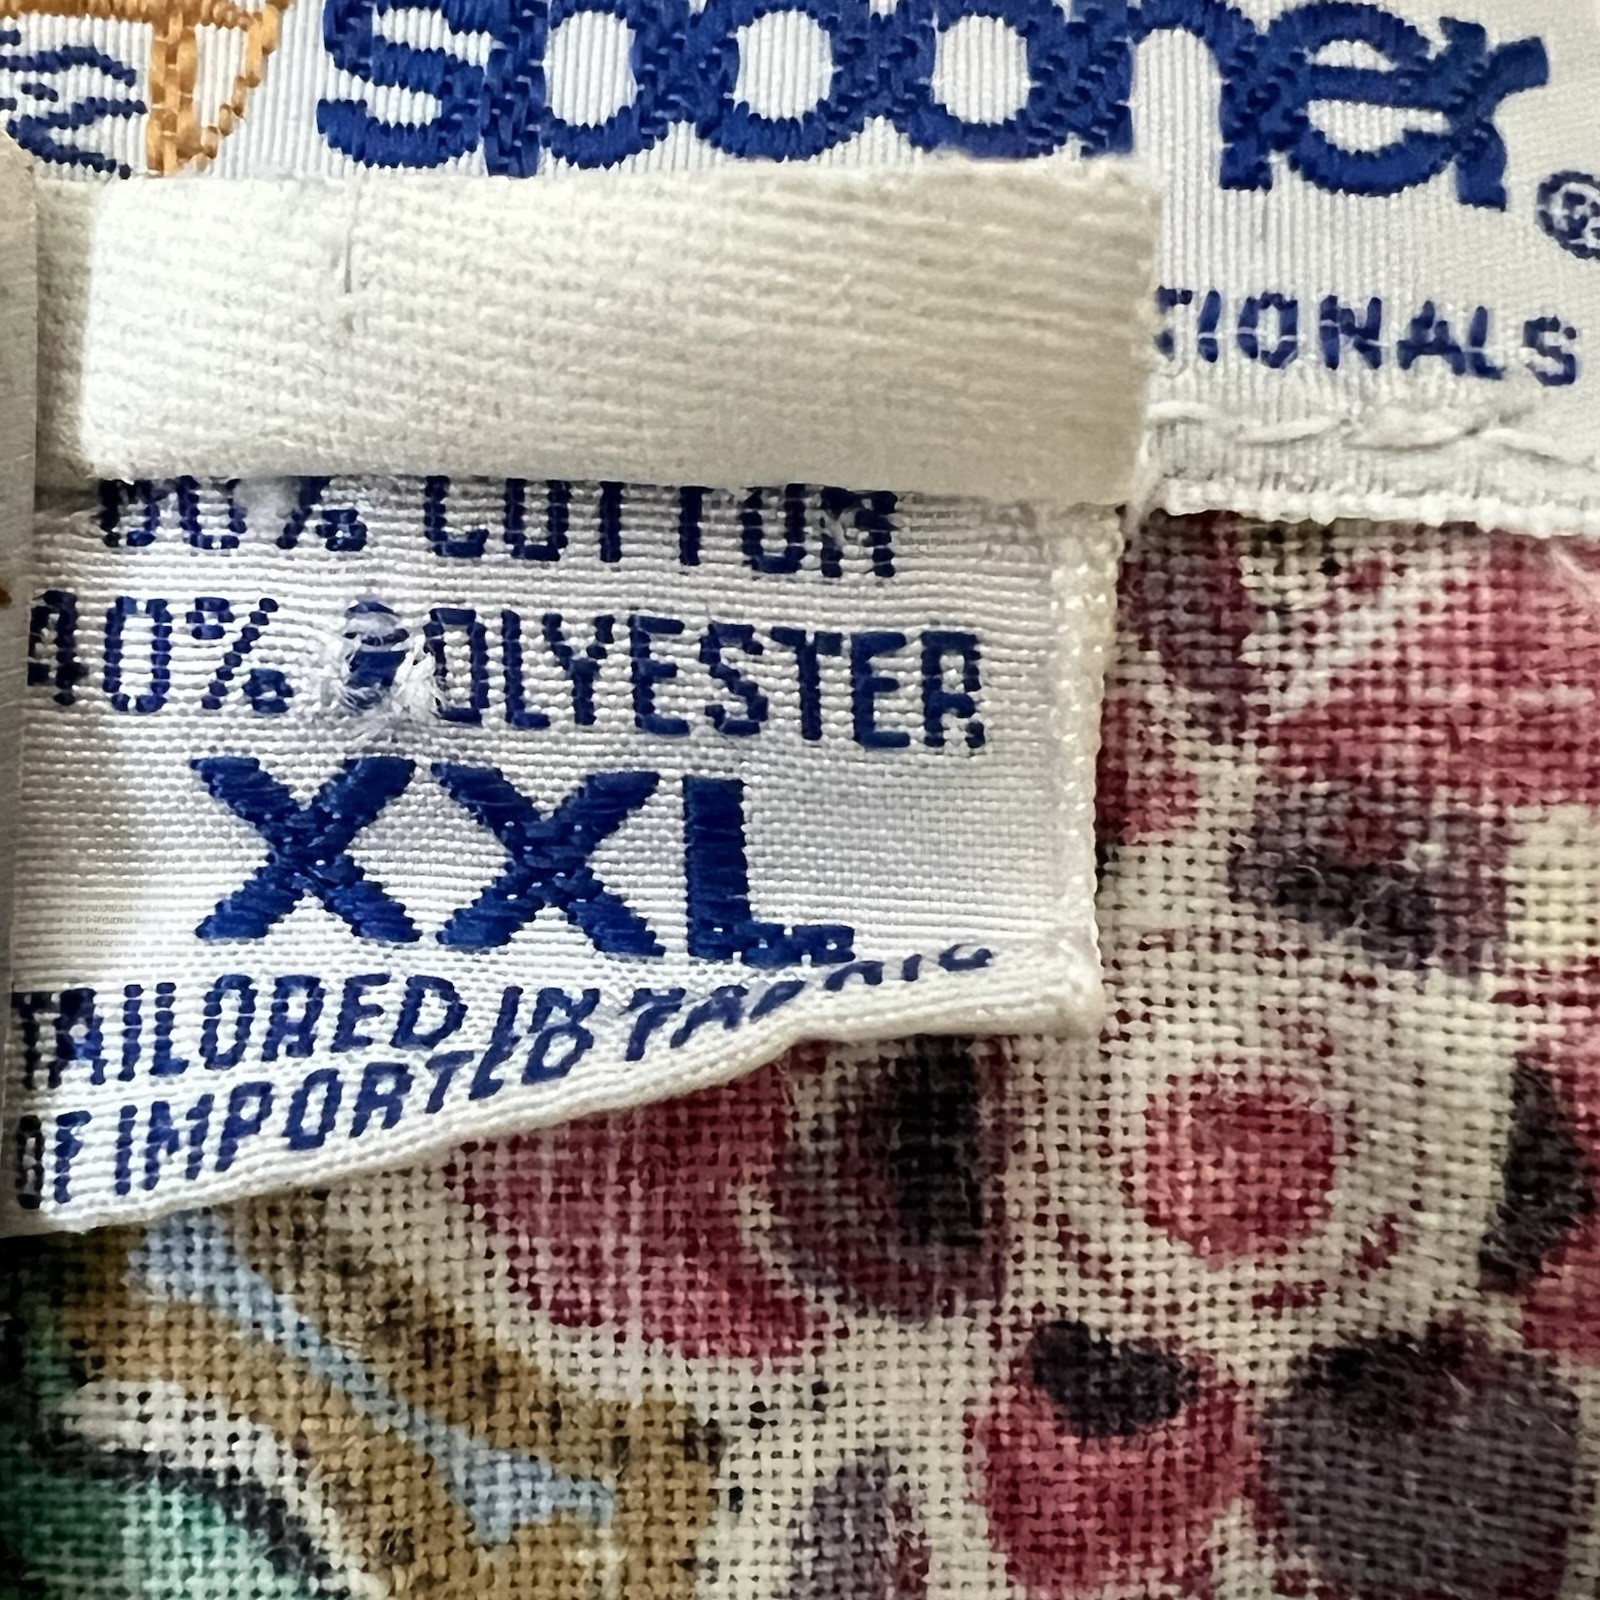 spooner®
TIONALS
60% COTTON
40% POLYESTER
XXL
TAILORED IN
OF IMPORTED FABRIC